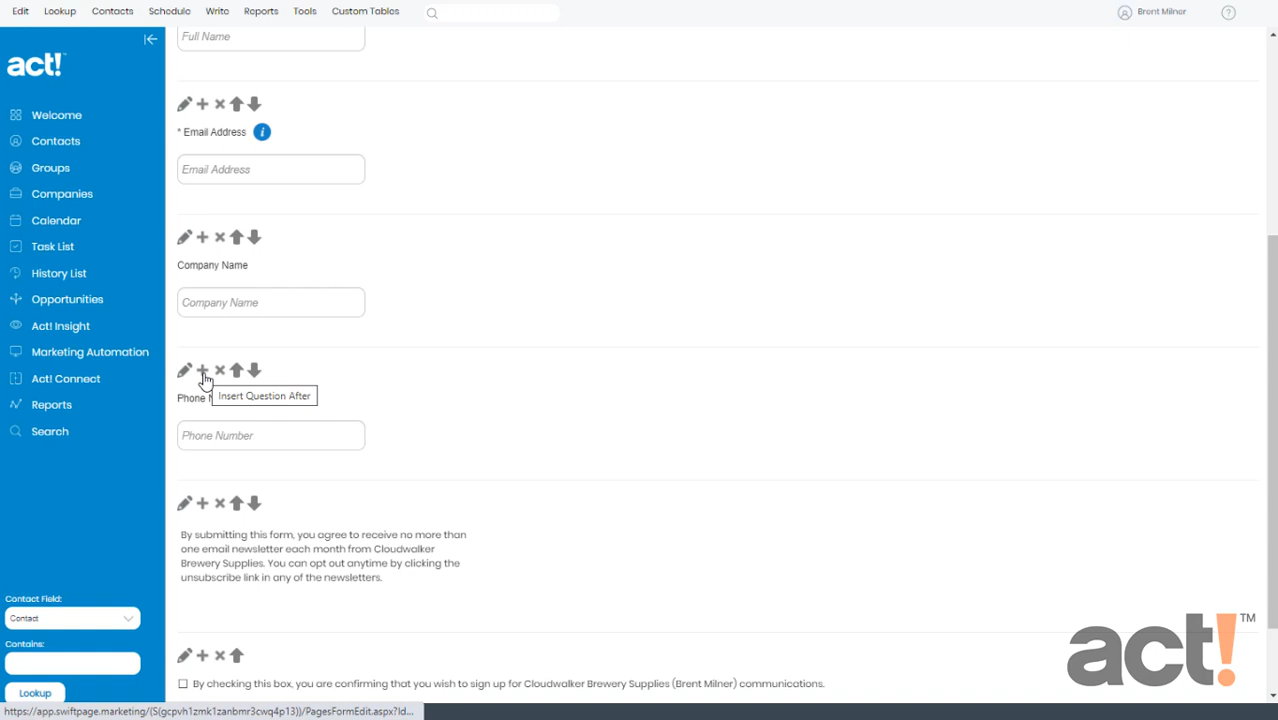 Edit Lookup Contacts Schedule Write Reports Tools Custom Tables Brent Milner ?
act!
Full Name
Welcome
Contacts
* Email Address i
Groups
Email Address
Companies
Calendar
Task List
Company Name
History List
Opportunities
Company Name
Act! Insight
Marketing Automation
Act! Connect
Insert Question After
Phone N
Reports
Search
Phone Number
By submitting this form, you agree to receive no more than
one email newsletter each month from Cloudwalker
Brewery Supplies. You can opt out anytime by clicking the
unsubscribe link in any of the newsletters.
Contact Field:
Contact
Contains:
Lookup
act!™
By checking this box, you are confirming that you wish to sign up for Cloudwalker Brewery Supplies (Brent Milner) communications.
https://app.swiftpage.marketing/(S(gcpvh1zmk1zanbmr3cwq4p13))/PagesFormEdit.aspx?Id...